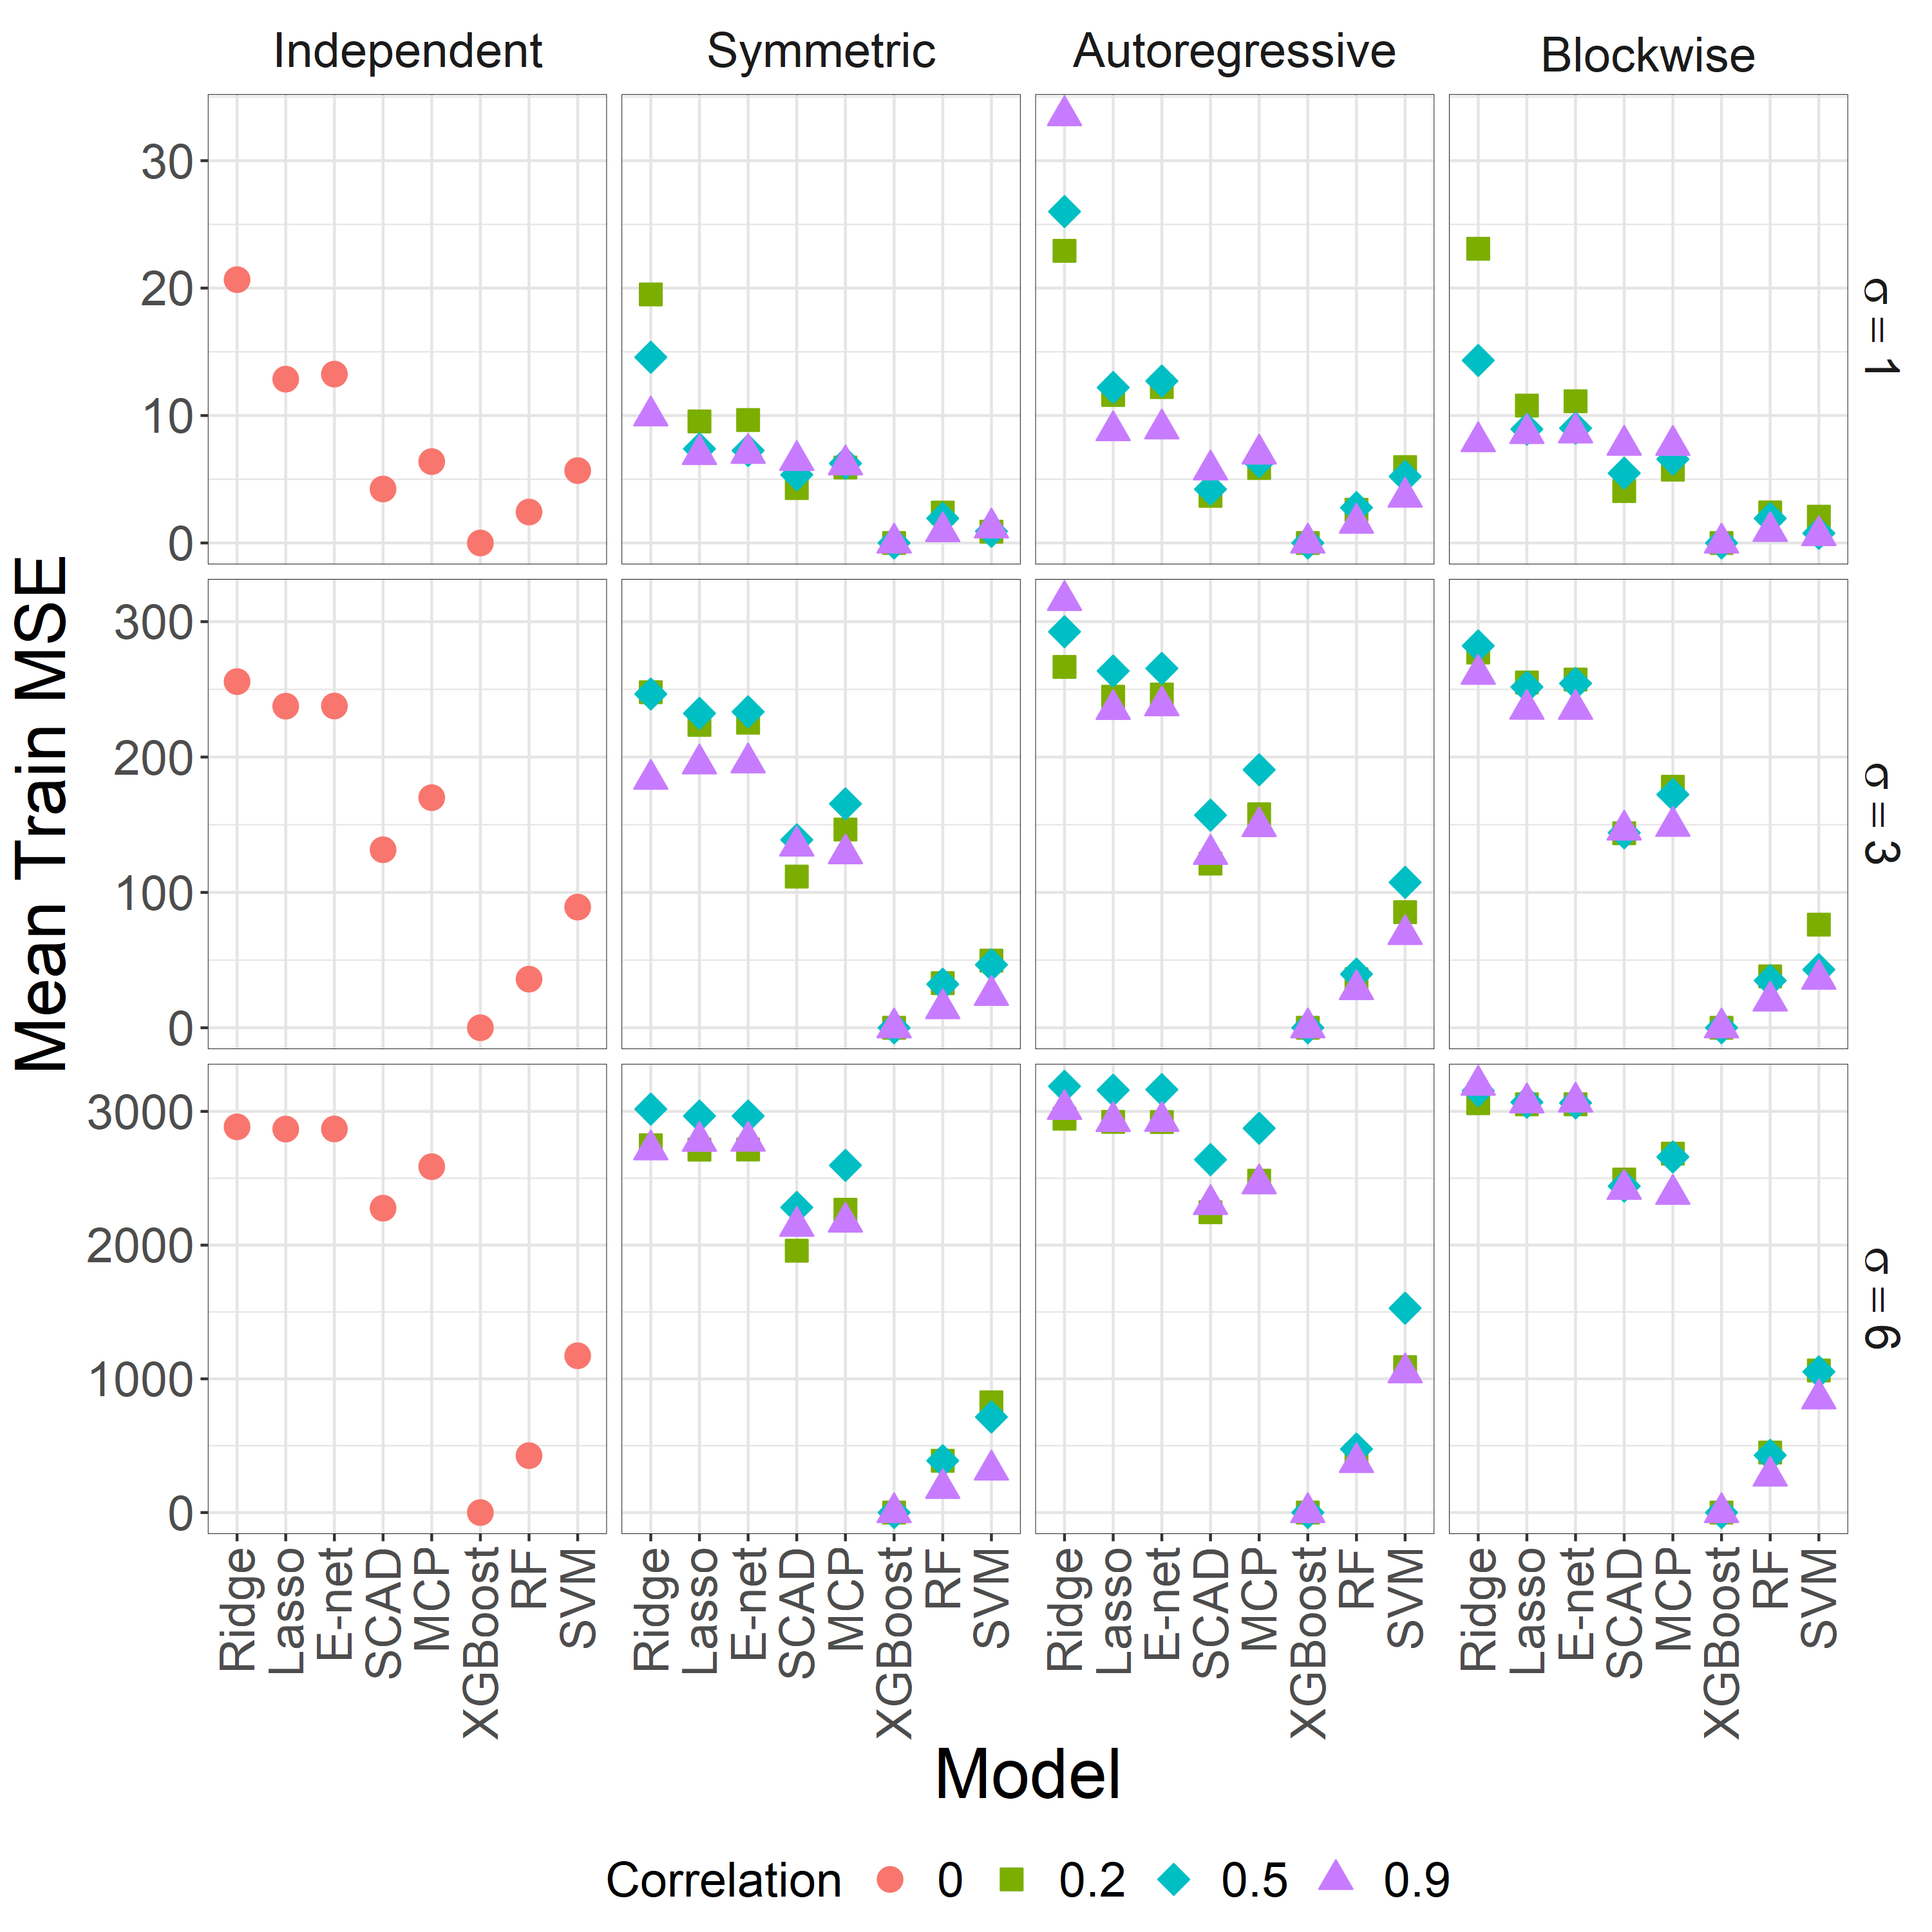 Independent Symmetric Autoregressive Blockwise
Mean Train MSE
30
20
10
0
σ = 1
300
200
100
0
σ = 3
3000
2000
1000
0
σ = 6
Ridge Lasso E-net SCAD MCP XGBoost RF SVM Ridge Lasso E-net SCAD MCP XGBoost RF SVM Ridge Lasso E-net SCAD MCP XGBoost RF SVM Ridge Lasso E-net SCAD MCP XGBoost RF SVM
Model
Correlation 0 0.2 0.5 0.9